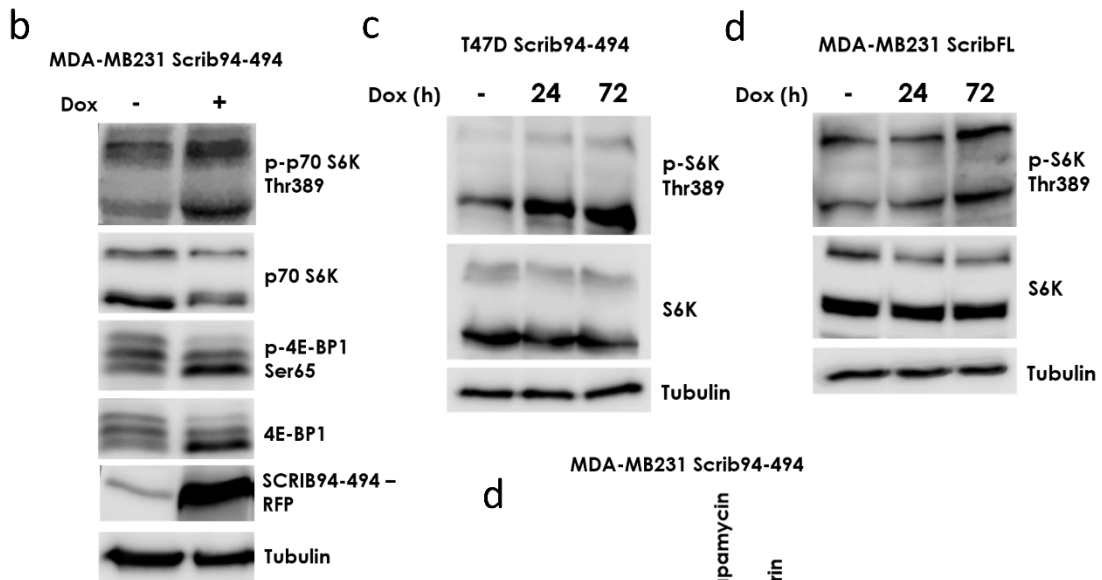 b
MDA-MB231 Scrib94-494
Dox - +
p-p70 S6K
Thr389
p70 S6K
p-4E-BP1
Ser65
4E-BP1
SCRIB94-494 –
RFP
Tubulin
c
T47D Scrib94-494
Dox (h) - 24 72
p-S6K
Thr389
S6K
Tubulin
d
MDA-MB231 ScribFL
Dox (h) - 24 72
p-S6K
Thr389
S6K
Tubulin
MDA-MB231 Scrib94-494
d